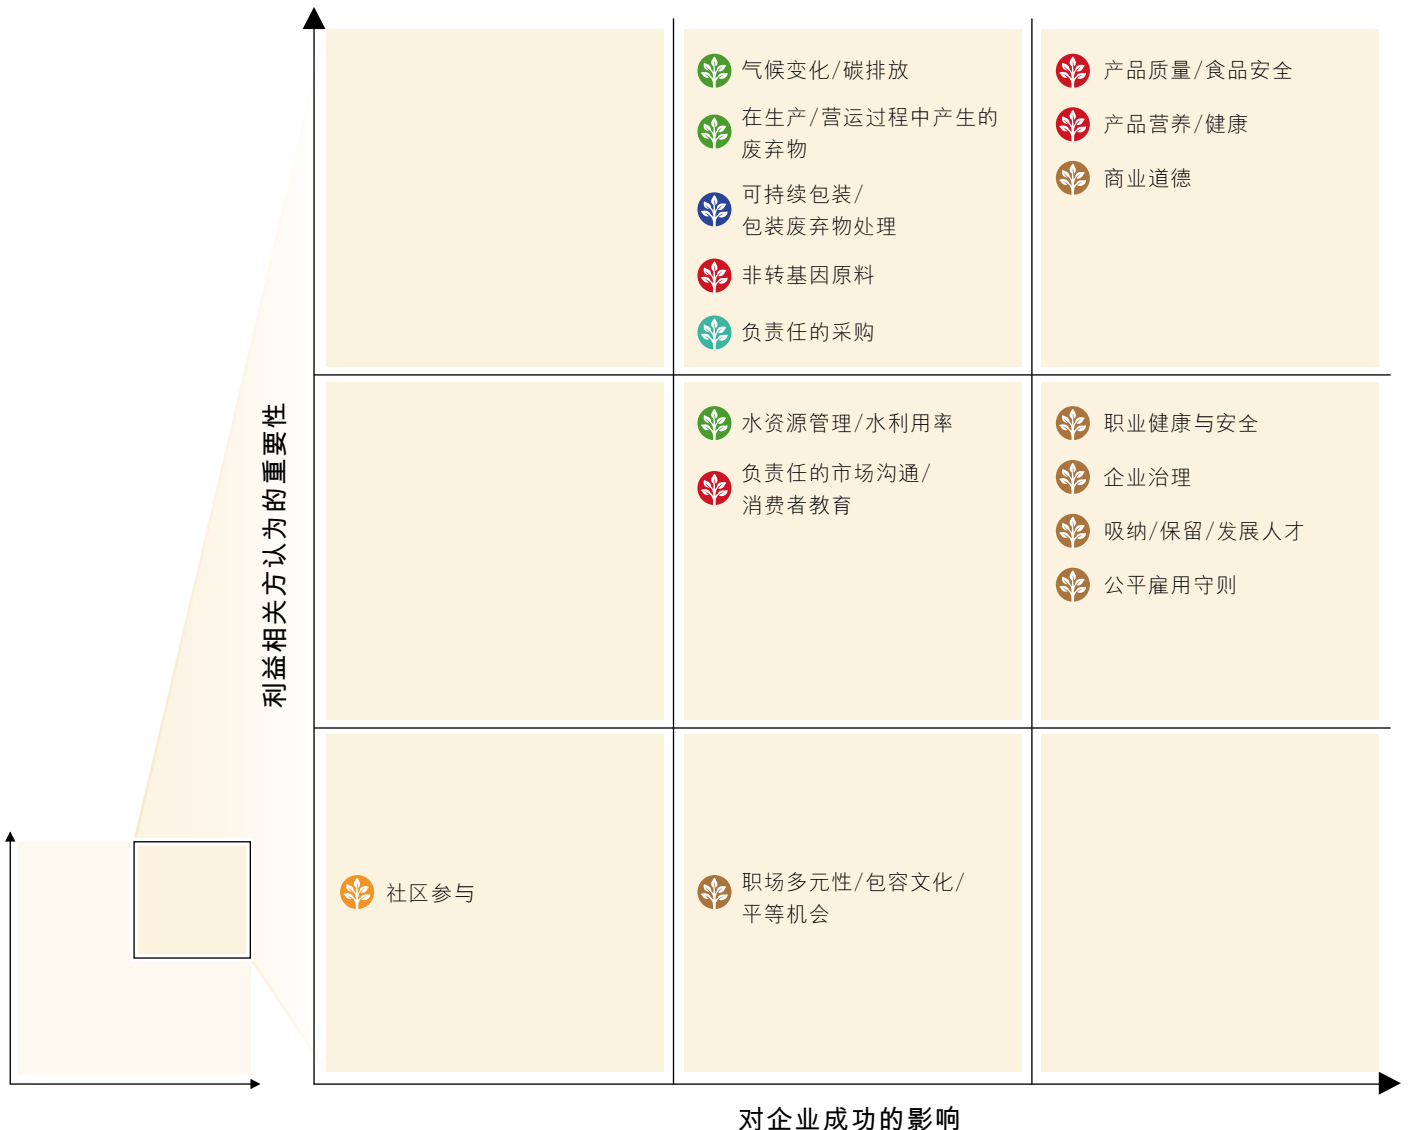 利益相关方认为的重要性
气候变化/碳排放
在生产/营运过程中产生的
废弃物
可持续包装/
包装废弃物处理
非转基因原料
负责任的采购
产品质量/食品安全
产品营养/健康
商业道德
水资源管理/水利用率
负责任的市场沟通/
消费者教育
职业健康与安全
企业治理
吸纳/保留/发展人才
公平雇用守则
社区参与
职场多元性/包容文化/
平等机会
对企业成功的影响